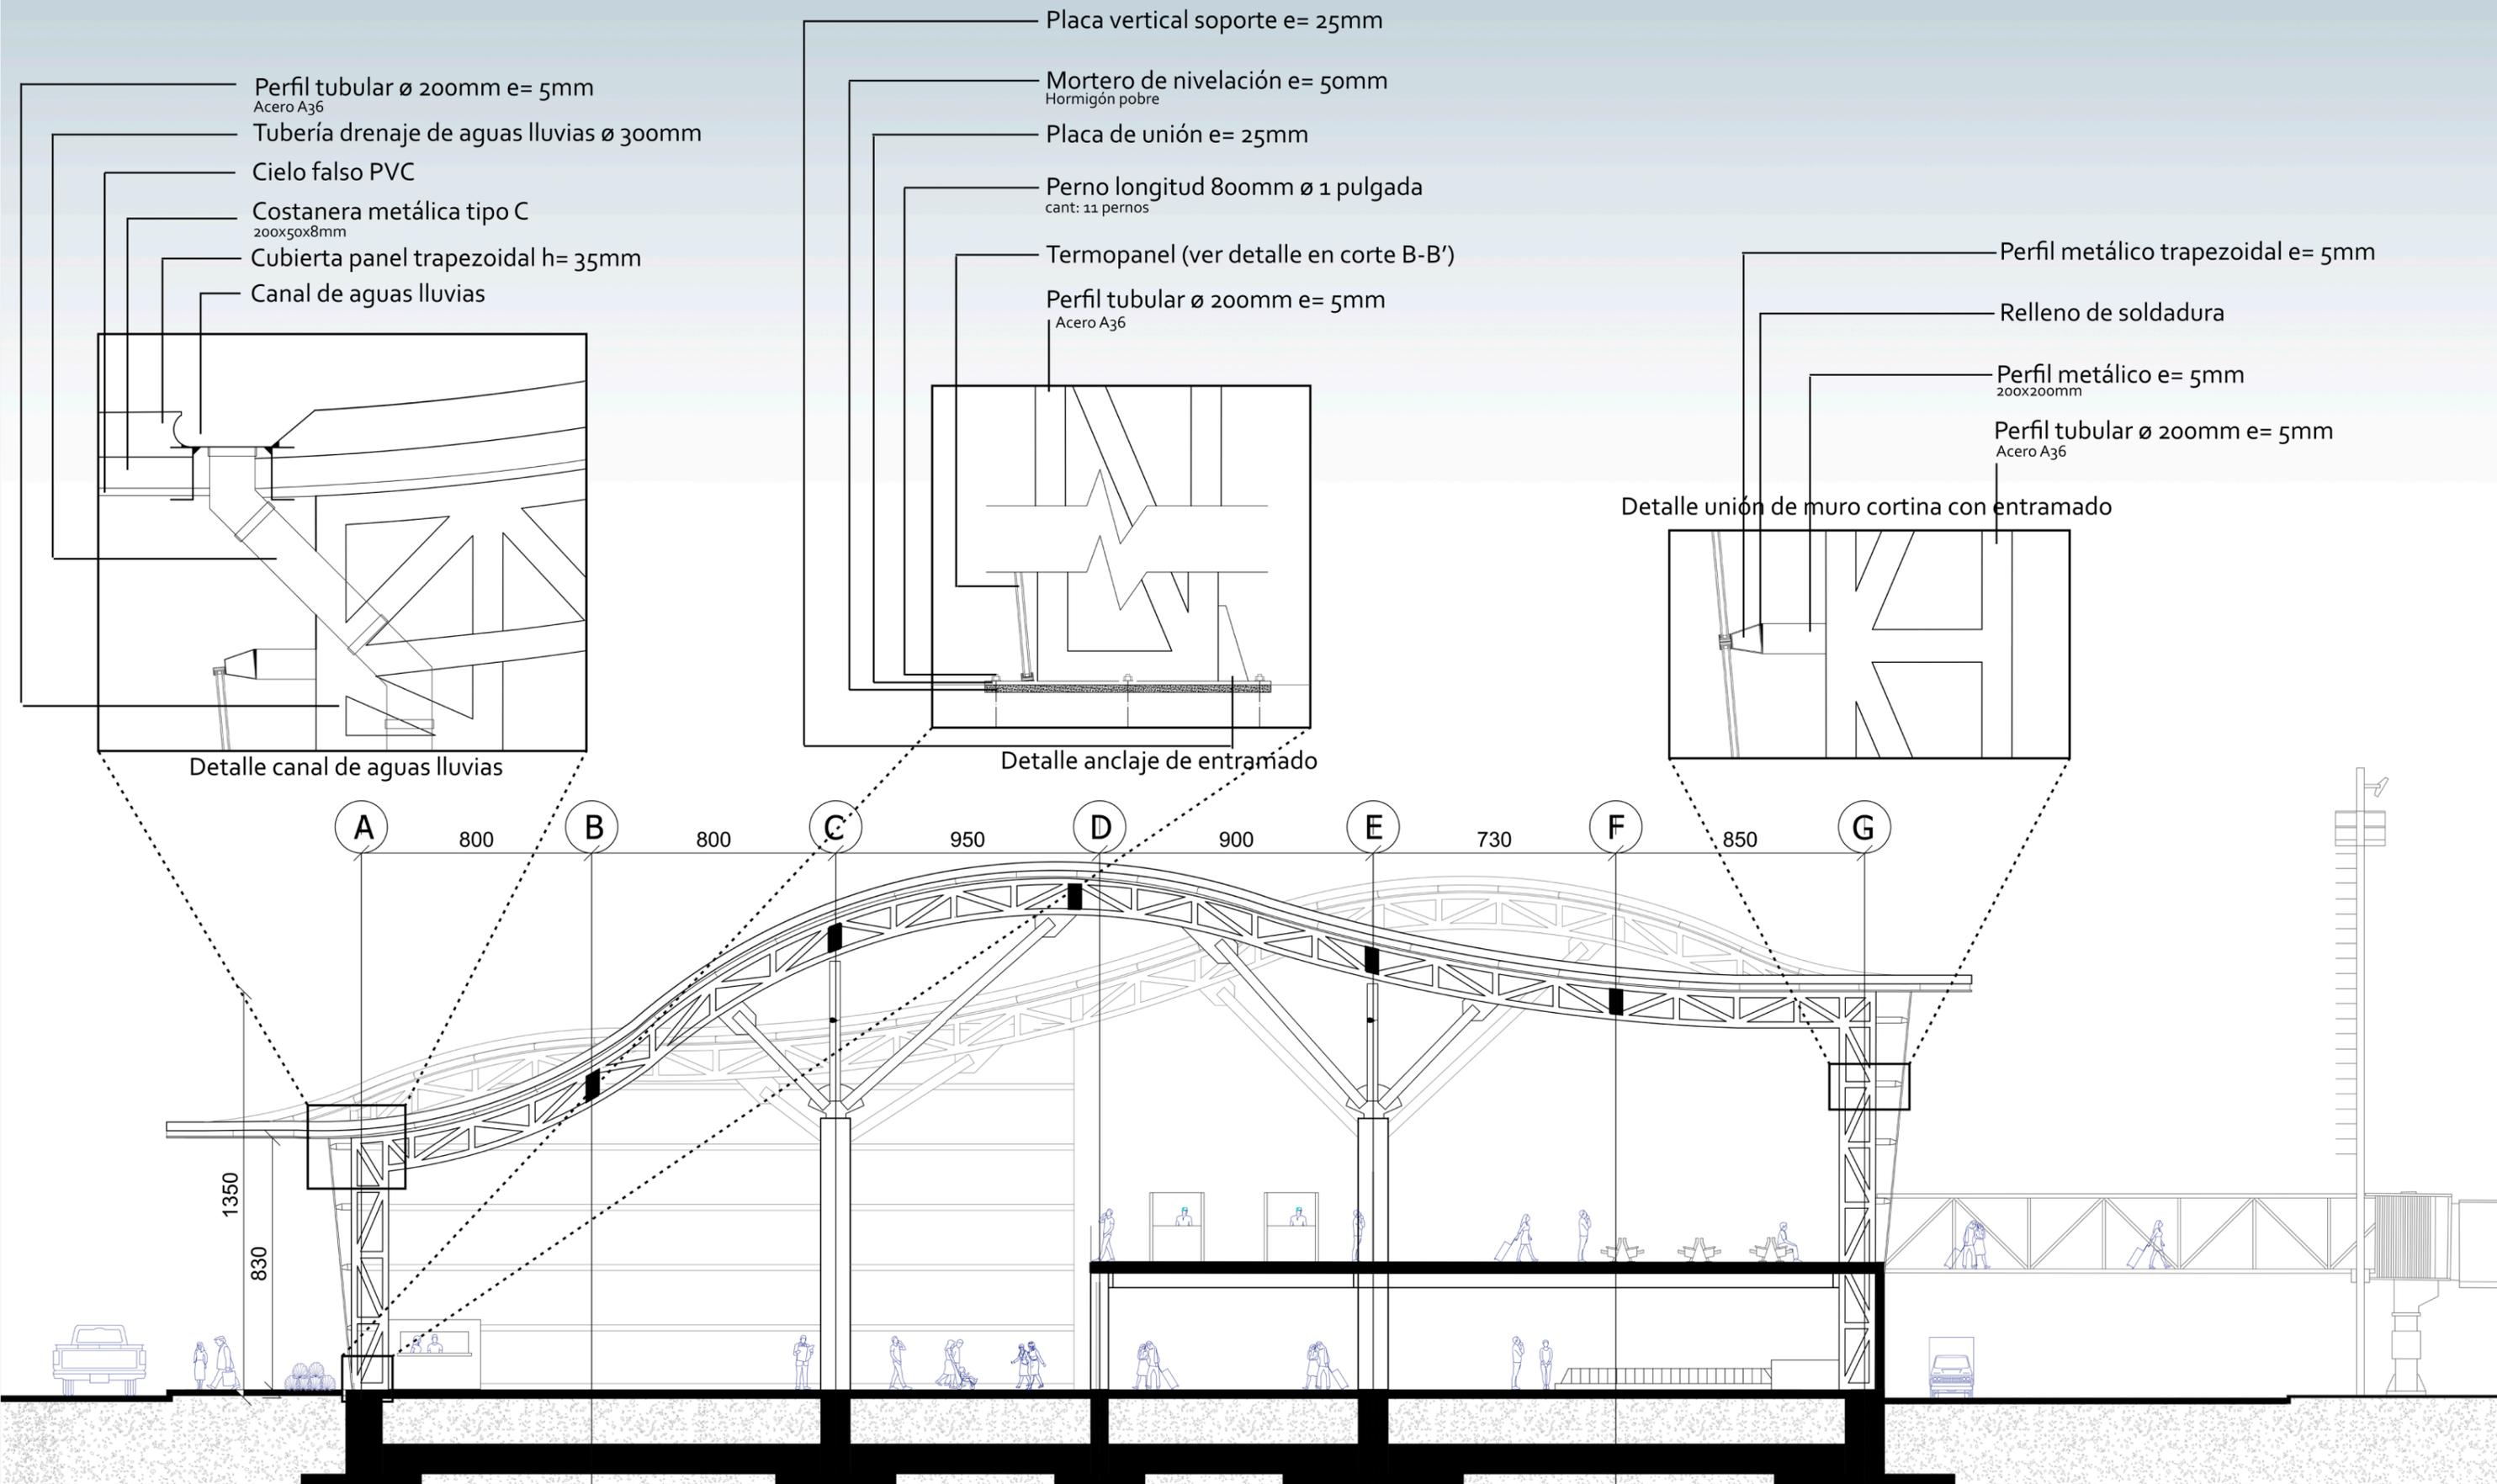 Perfil tubular ø 200mm e= 5mm
Acero A36
Tubería drenaje de aguas lluvias ø 300mm
Cielo falso PVC
Costanera metálica tipo C
200x50x8mm
Cubierta panel trapezoidal h= 35mm
Canal de aguas lluvias
Detalle canal de aguas lluvias
Placa vertical soporte e= 25mm
Mortero de nivelación e= 50mm
Hormigón pobre
Placa de unión e= 25mm
Perno longitud 800mm ø 1 pulgada
cant: 11 pernos
Termopanel (ver detalle en corte B-B’)
Perfil tubular ø 200mm e= 5mm
Acero A36
Detalle anclaje de entramado
Perfil metálico trapezoidal e= 5mm
Relleno de soldadura
Perfil metálico e= 5mm
200x200mm
Perfil tubular ø 200mm e= 5mm
Acero A36
Detalle unión de muro cortina con entramado
A
B
C
D
E
F
G
800
800
950
900
730
850
1350
830